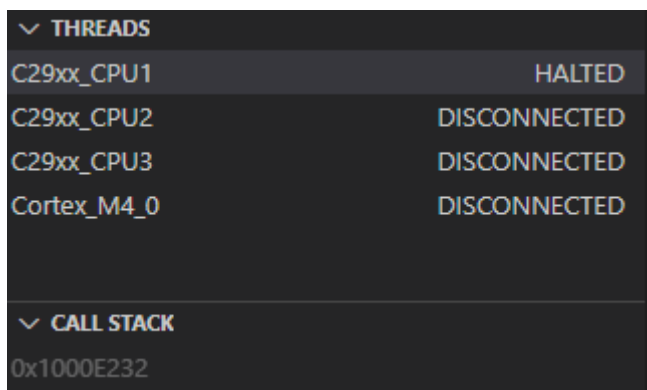 THREADS
C29xx_CPU1 HALTED
C29xx_CPU2 DISCONNECTED
C29xx_CPU3 DISCONNECTED
Cortex_M4_0 DISCONNECTED
CALL STACK
0x1000E232